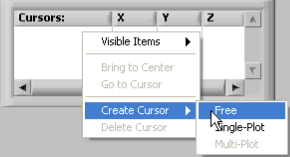 Cursors: X Y Z
Visible Items
Bring to Center
Go to Cursor
Create Cursor
Free
Delete Cursor
Single-Plot
Multi-Plot